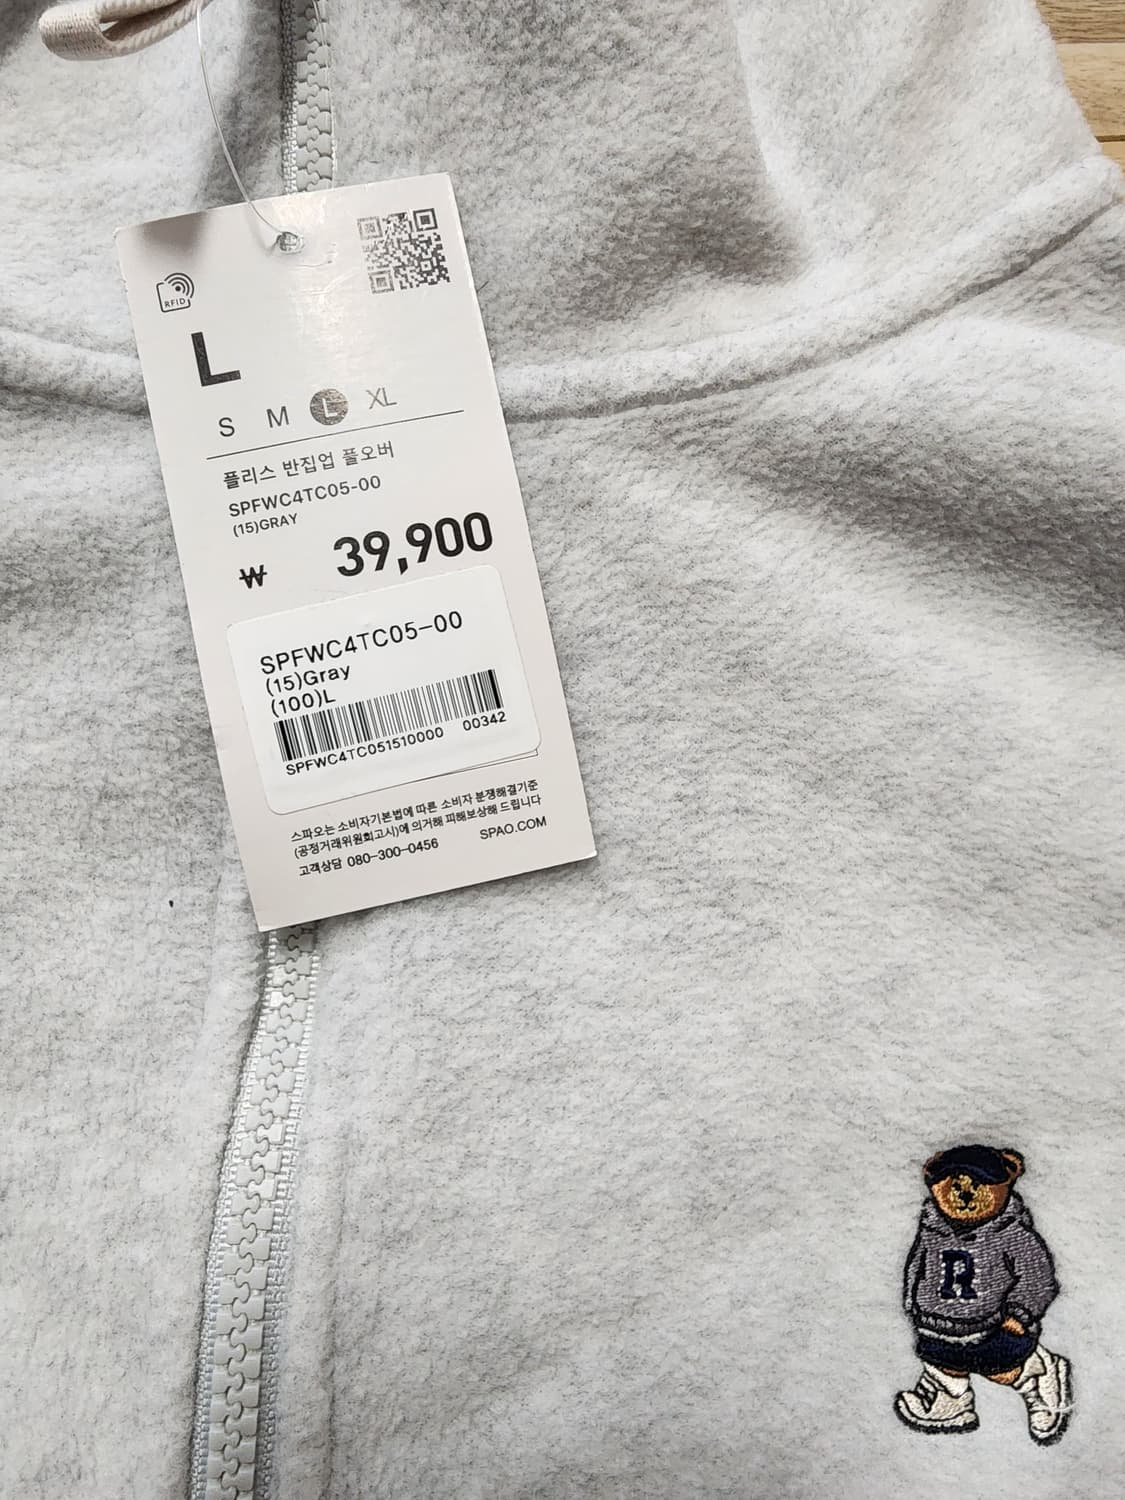 RFID
L
S M L XL
플리스 반집업 풀오버
SPFWC4TC05-00
(15)GRAY
₩ 39,900
SPFWC4TC05-00
(15)Gray
(100)L
SPFWC4TC051510000 00342
스파오는 소비자기본법에 따른 소비자 분쟁해결기준
(공정거래위원회고시)에 의거해 피해보상해 드립니다
고객상담 080-300-0456 SPAO.COM
R